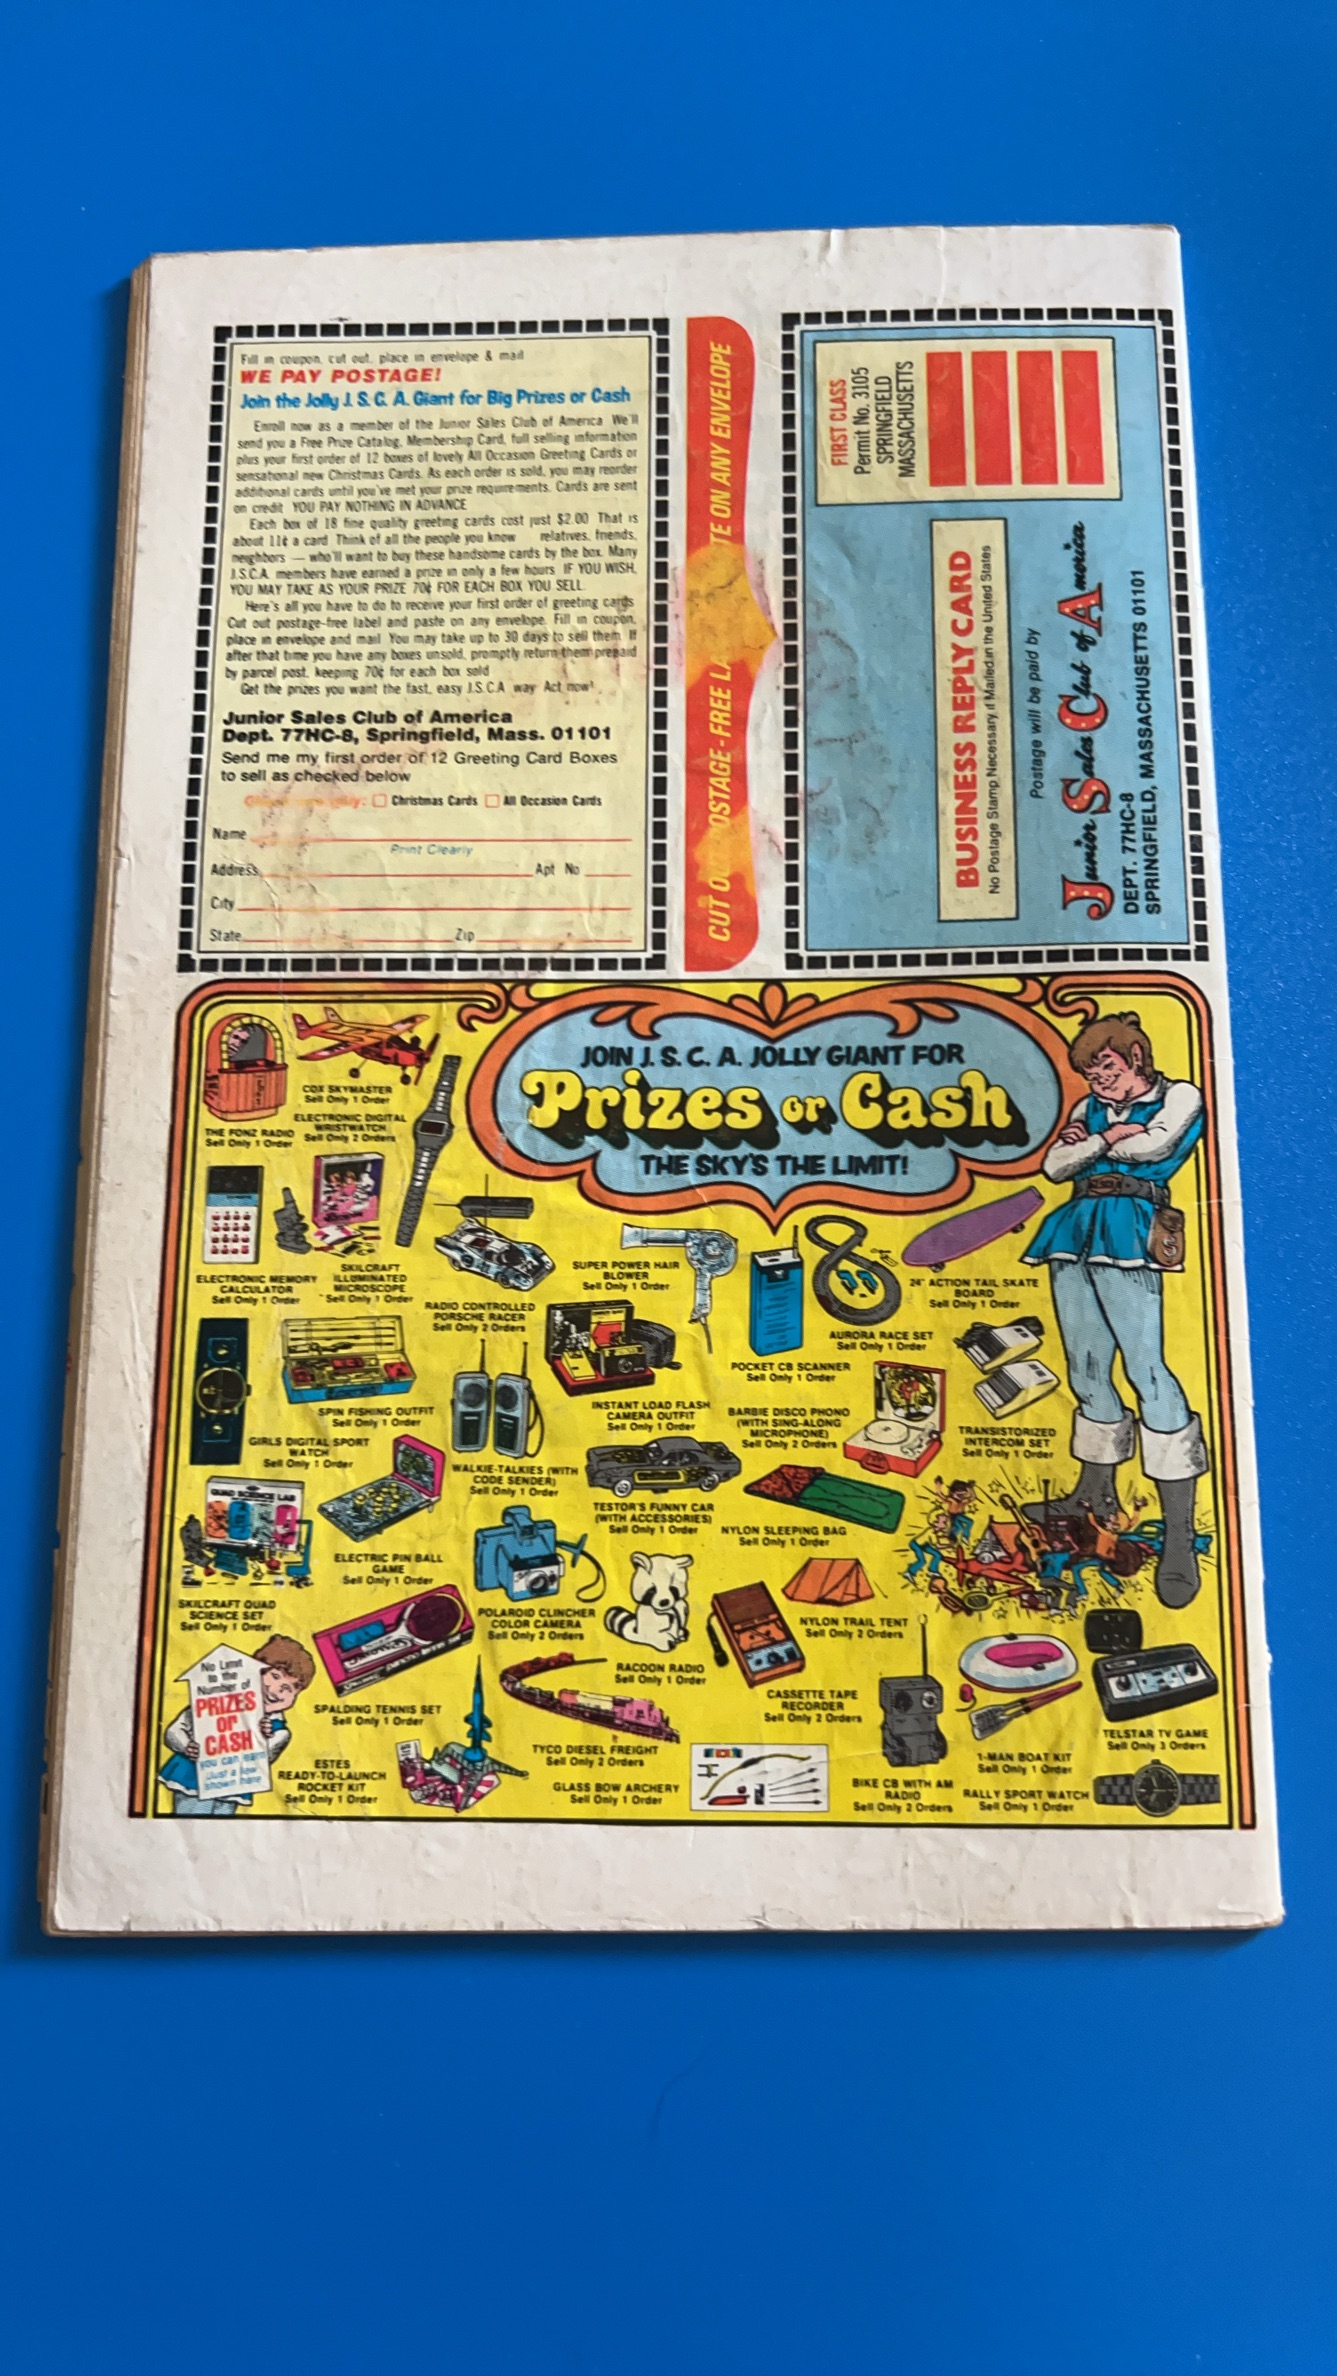 Fill in coupon, cut out, place in envelope & mail
WE PAY POSTAGE!
Join the Jolly J. S. C. A. Giant for Big Prizes or Cash
Enroll now as a member of the Junior Sales Club of America We'll
send you a Free Prize Catalog, Membership Card, full selling information
plus your first order of 12 boxes of lovely All Occasion Greeting Cards or
sensational new Christmas Cards. As each order is sold, you may reorder
additional cards until you've met your prize requirements. Cards are sent
on credit YOU PAY NOTHING IN ADVANCE
Each box of 18 fine quality greeting cards cost just $2.00 That is
about 11¢ a card Think of all the people you know relatives, friends,
neighbors — who'll want to buy these handsome cards by the box. Many
J.S.C.A. members have earned a prize in only a few hours IF YOU WISH,
YOU MAY TAKE AS YOUR PRIZE 70¢ FOR EACH BOX YOU SELL
Here's all you have to do to receive your first order of greeting cards
Cut out postage-free label and paste on any envelope. Fill in coupon,
place in envelope and mail You may take up to 30 days to sell them If
after that time you have any boxes unsold, promptly return them prepaid
by parcel post, keeping 70¢ for each box sold
Get the prizes you want the fast, easy J.S.C.A way Act now!
Junior Sales Club of America
Dept. 77HC-8, Springfield, Mass. 01101
Send me my first order of 12 Greeting Card Boxes
to sell as checked below
Christmas Cards All Occasion Cards
Name
Print Clearly
Address Apt No
City
State Zip
CUT OU POSTAGE-FREE LA TE ON ANY ENVELOPE
FIRST CLASS
Permit No. 3105
SPRINGFIELD
MASSACHUSETTS
BUSINESS REPLY CARD
No Postage Stamp Necessary if Mailed in the United States
Postage will be paid by
Junior Sales Club of America
DEPT. 77HC-8
SPRINGFIELD, MASSACHUSETTS 01101
JOIN J. S. C. A. JOLLY GIANT FOR
Prizes or Cash
THE SKY'S THE LIMIT!
COX SKYMASTER
Sell Only 1 Order
THE FONZ RADIO
Sell Only 1 Order
ELECTRONIC DIGITAL
WRISTWATCH
Sell Only 2 Orders
ELECTRONIC MEMORY
CALCULATOR
Sell Only 1 Order
SKILCRAFT
ILLUMINATED
MICROSCOPE
Sell Only 1 Order
RADIO CONTROLLED
PORSCHE RACER
Sell Only 2 Orders
SUPER POWER HAIR
BLOWER
Sell Only 1 Order
24" ACTION TAIL SKATE
BOARD
Sell Only 1 Order
AURORA RACE SET
Sell Only 1 Order
POCKET CB SCANNER
Sell Only 1 Order
SPIN FISHING OUTFIT
Sell Only 1 Order
GIRLS DIGITAL SPORT
WATCH
Sell Only 1 Order
WALKIE-TALKIES (WITH
CODE SENDER)
Sell Only 1 Order
INSTANT LOAD FLASH
CAMERA OUTFIT
Sell Only 1 Order
BARBIE DISCO PHONO
(WITH SING-ALONG
MICROPHONE)
Sell Only 2 Orders
TRANSISTORIZED
INTERCOM SET
Sell Only 1 Order
QUAD SCIENCE LAB
SKILCRAFT QUAD
SCIENCE SET
Sell Only 1 Order
ELECTRIC PIN BALL
GAME
Sell Only 1 Order
TESTOR'S FUNNY CAR
(WITH ACCESSORIES)
Sell Only 1 Order
NYLON SLEEPING BAG
Sell Only 1 Order
POLAROID CLINCHER
COLOR CAMERA
Sell Only 2 Orders
RACOON RADIO
Sell Only 1 Order
NYLON TRAIL TENT
Sell Only 2 Orders
CASSETTE TAPE
RECORDER
Sell Only 2 Orders
SPALDING TENNIS SET
Sell Only 1 Order
No Limit
to the
Number of
PRIZES
or
CASH
you can earn
Just a few
shown here
ESTES
READY-TO-LAUNCH
ROCKET KIT
Sell Only 1 Order
TYCO DIESEL FREIGHT
Sell Only 2 Orders
GLASS BOW ARCHERY
Sell Only 1 Order
BIKE CB WITH AM
RADIO
Sell Only 2 Orders
1-MAN BOAT KIT
Sell Only 1 Order
TELSTAR TV GAME
Sell Only 3 Orders
RALLY SPORT WATCH
Sell Only 1 Order